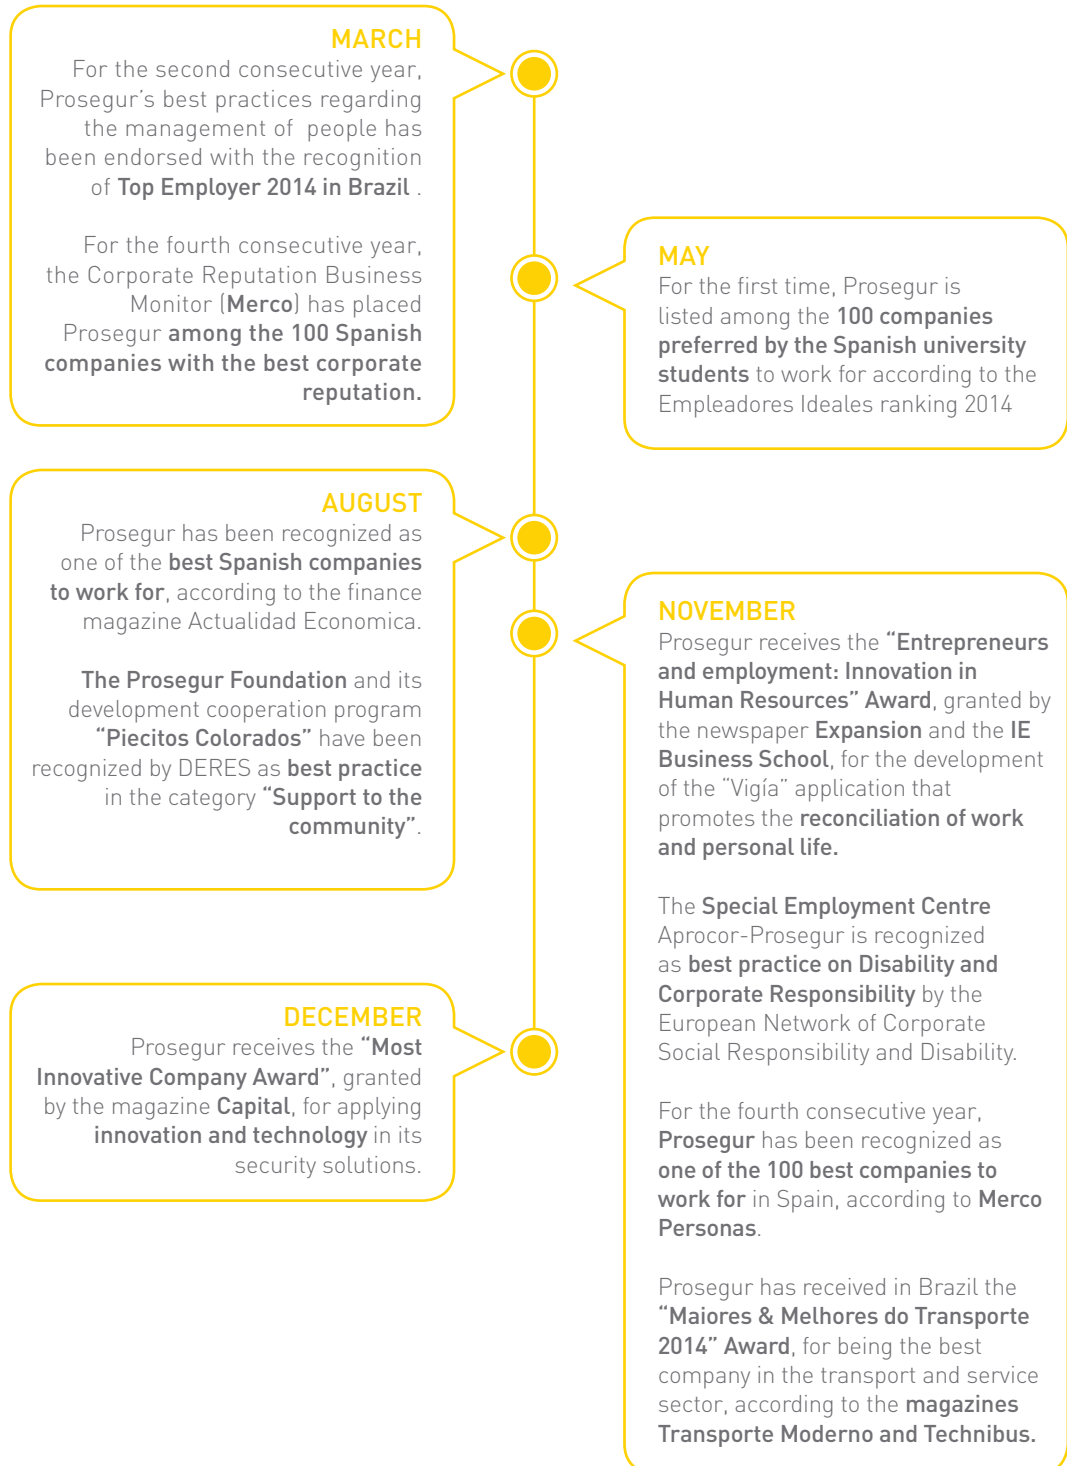 MARCH
For the second consecutive year,
Prosegur’s best practices regarding
the management of people has
been endorsed with the recognition
of Top Employer 2014 in Brazil .
For the fourth consecutive year,
the Corporate Reputation Business
Monitor (Merco) has placed
Prosegur among the 100 Spanish
companies with the best corporate
reputation.
MAY
For the first time, Prosegur is
listed among the 100 companies
preferred by the Spanish university
students to work for according to the
Empleadores Ideales ranking 2014
AUGUST
Prosegur has been recognized as
one of the best Spanish companies
to work for, according to the finance
magazine Actualidad Economica.
The Prosegur Foundation and its
development cooperation program
“Piecitos Colorados” have been
recognized by DERES as best practice
in the category “Support to the
community”.
NOVEMBER
Prosegur receives the “Entrepreneurs
and employment: Innovation in
Human Resources” Award, granted by
the newspaper Expansion and the IE
Business School, for the development
of the “Vigía” application that
promotes the reconciliation of work
and personal life.
The Special Employment Centre
Aprocor-Prosegur is recognized
as best practice on Disability and
Corporate Responsibility by the
European Network of Corporate
Social Responsibility and Disability.
For the fourth consecutive year,
Prosegur has been recognized as
one of the 100 best companies to
work for in Spain, according to Merco
Personas.
Prosegur has received in Brazil the
“Maiores & Melhores do Transporte
2014” Award, for being the best
company in the transport and service
sector, according to the magazines
Transporte Moderno and Technibus.
DECEMBER
Prosegur receives the “Most
Innovative Company Award”, granted
by the magazine Capital, for applying
innovation and technology in its
security solutions.